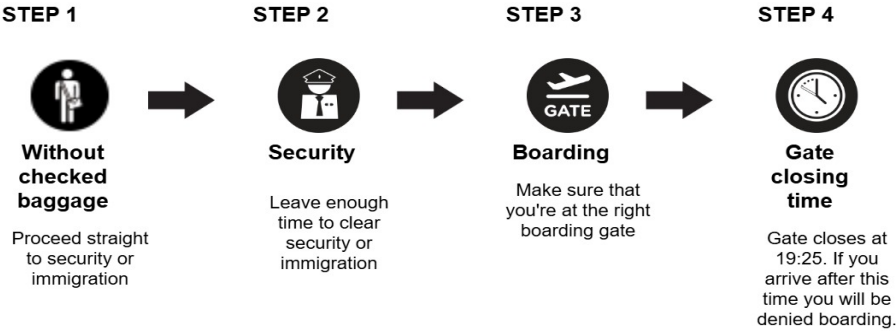 STEP 1
STEP 2
STEP 3
STEP 4
GATE
Without
checked
baggage
Proceed straight
to security or
immigration
Security
Leave enough
time to clear
security or
immigration
Boarding
Make sure that
you're at the right
boarding gate
Gate
closing
time
Gate closes at
19:25. If you
arrive after this
time you will be
denied boarding.